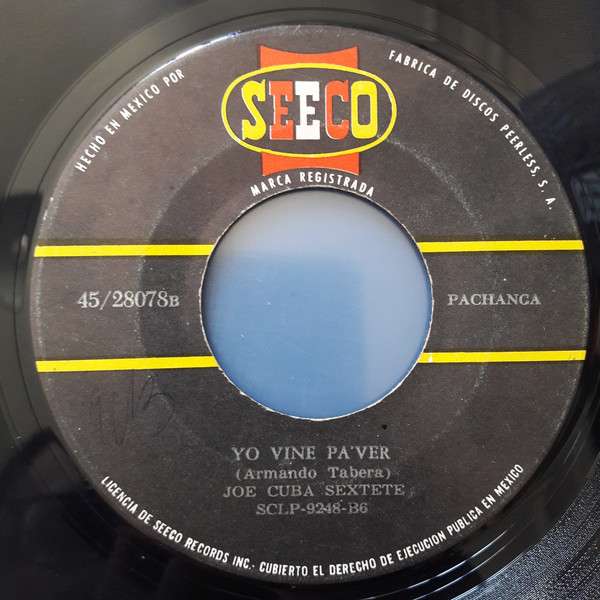 HECHO EN MEXICO POR
FABRICA DE DISCOS PEERLESS, S. A.
SEECO
MARCA REGISTRADA
45/28078B
PACHANGA
YO VINE PA'VER
(Armando Tabera)
JOE CUBA SEXTETE
SCLP-9248-B6
LICENCIA DE SEECO RECORDS INC.- CUBIERTO EL DERECHO DE EJECUCION PUBLICA EN MEXICO